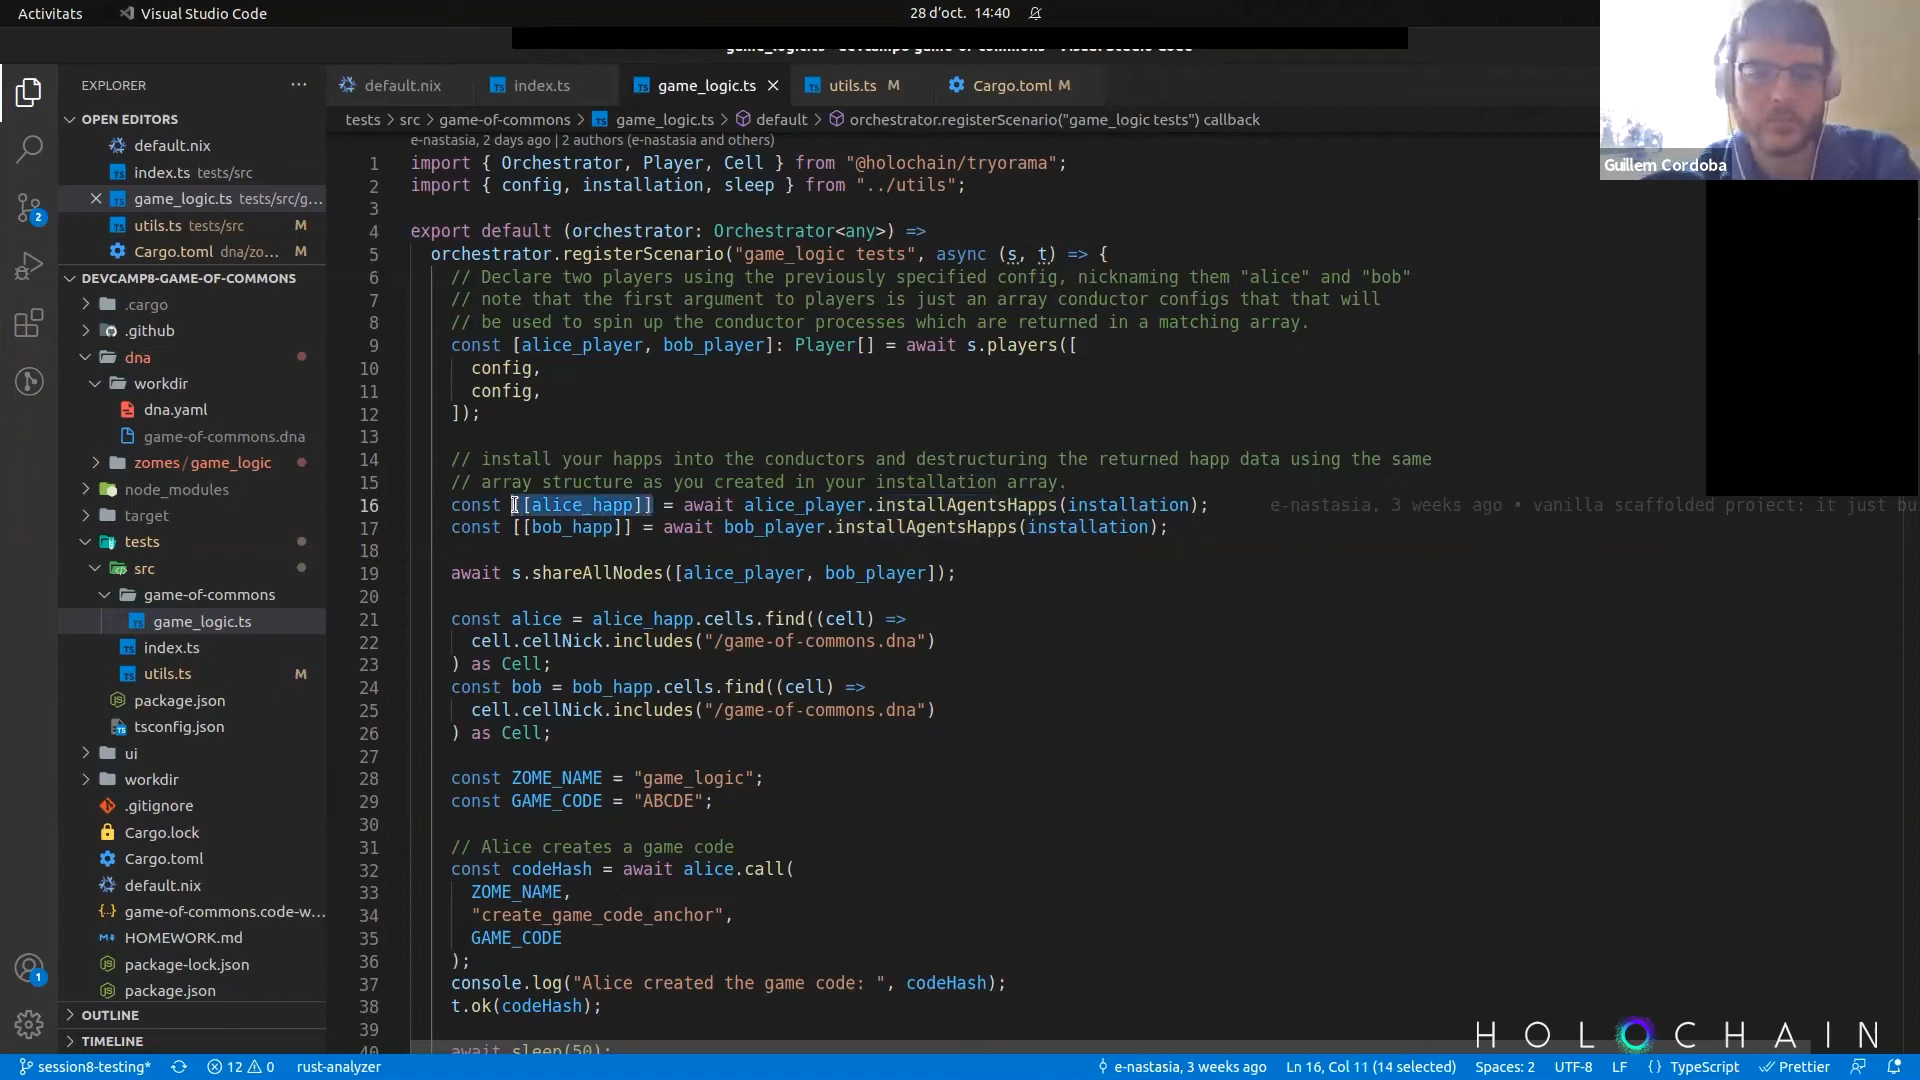 Activitats
Visual Studio Code
28 d'oct. 14:40
EXPLORER
default.nix
index.ts
game_logic.ts
utils.ts M
Cargo.toml M
tests > src > game-of-commons > game_logic.ts > default > orchestrator.registerScenario("game_logic tests") callback
OPEN EDITORS
default.nix
index.ts tests/src
game_logic.ts tests/src/g...
utils.ts tests/src M
Cargo.toml dna/zo... M
DEVCAMP8-GAME-OF-COMMONS
.cargo
.github
dna
workdir
dna.yaml
game-of-commons.dna
zomes / game_logic
node_modules
target
tests
src
game-of-commons
game_logic.ts
index.ts
utils.ts M
package.json
tsconfig.json
ui
workdir
.gitignore
Cargo.lock
Cargo.toml
default.nix
game-of-commons.code-w...
HOMEWORK.md
package-lock.json
package.json
OUTLINE
TIMELINE
e-nastasia, 2 days ago | 2 authors (e-nastasia and others)
1 import { Orchestrator, Player, Cell } from "@holochain/tryorama";
2 import { config, installation, sleep } from "../utils";
3
4 export default (orchestrator: Orchestrator<any>) =>
5 orchestrator.registerScenario("game_logic tests", async (s, t) => {
6 // Declare two players using the previously specified config, nicknaming them "alice" and "bob"
7 // note that the first argument to players is just an array conductor configs that that will
8 // be used to spin up the conductor processes which are returned in a matching array.
9 const [alice_player, bob_player]: Player[] = await s.players([
10 config,
11 config,
12 ]);
13
14 // install your happs into the conductors and destructuring the returned happ data using the same
15 // array structure as you created in your installation array.
16 const [[alice_happ]] = await alice_player.installAgentsHapps(installation); e-nastasia, 3 weeks ago • vanilla scaffolded project: it just bu
17 const [[bob_happ]] = await bob_player.installAgentsHapps(installation);
18
19 await s.shareAllNodes([alice_player, bob_player]);
20
21 const alice = alice_happ.cells.find((cell) =>
22 cell.cellNick.includes("/game-of-commons.dna")
23 ) as Cell;
24 const bob = bob_happ.cells.find((cell) =>
25 cell.cellNick.includes("/game-of-commons.dna")
26 ) as Cell;
27
28 const ZOME_NAME = "game_logic";
29 const GAME_CODE = "ABCDE";
30
31 // Alice creates a game code
32 const codeHash = await alice.call(
33 ZOME_NAME,
34 "create_game_code_anchor",
35 GAME_CODE
36 );
37 console.log("Alice created the game code: ", codeHash);
38 t.ok(codeHash);
39
40 await sleep(50);
Guillem Cordoba
HOLOCHAIN
2
1
session8-testing* 12 0 rust-analyzer
e-nastasia, 3 weeks ago Ln 16, Col 11 (14 selected) Spaces: 2 UTF-8 LF {} TypeScript Prettier